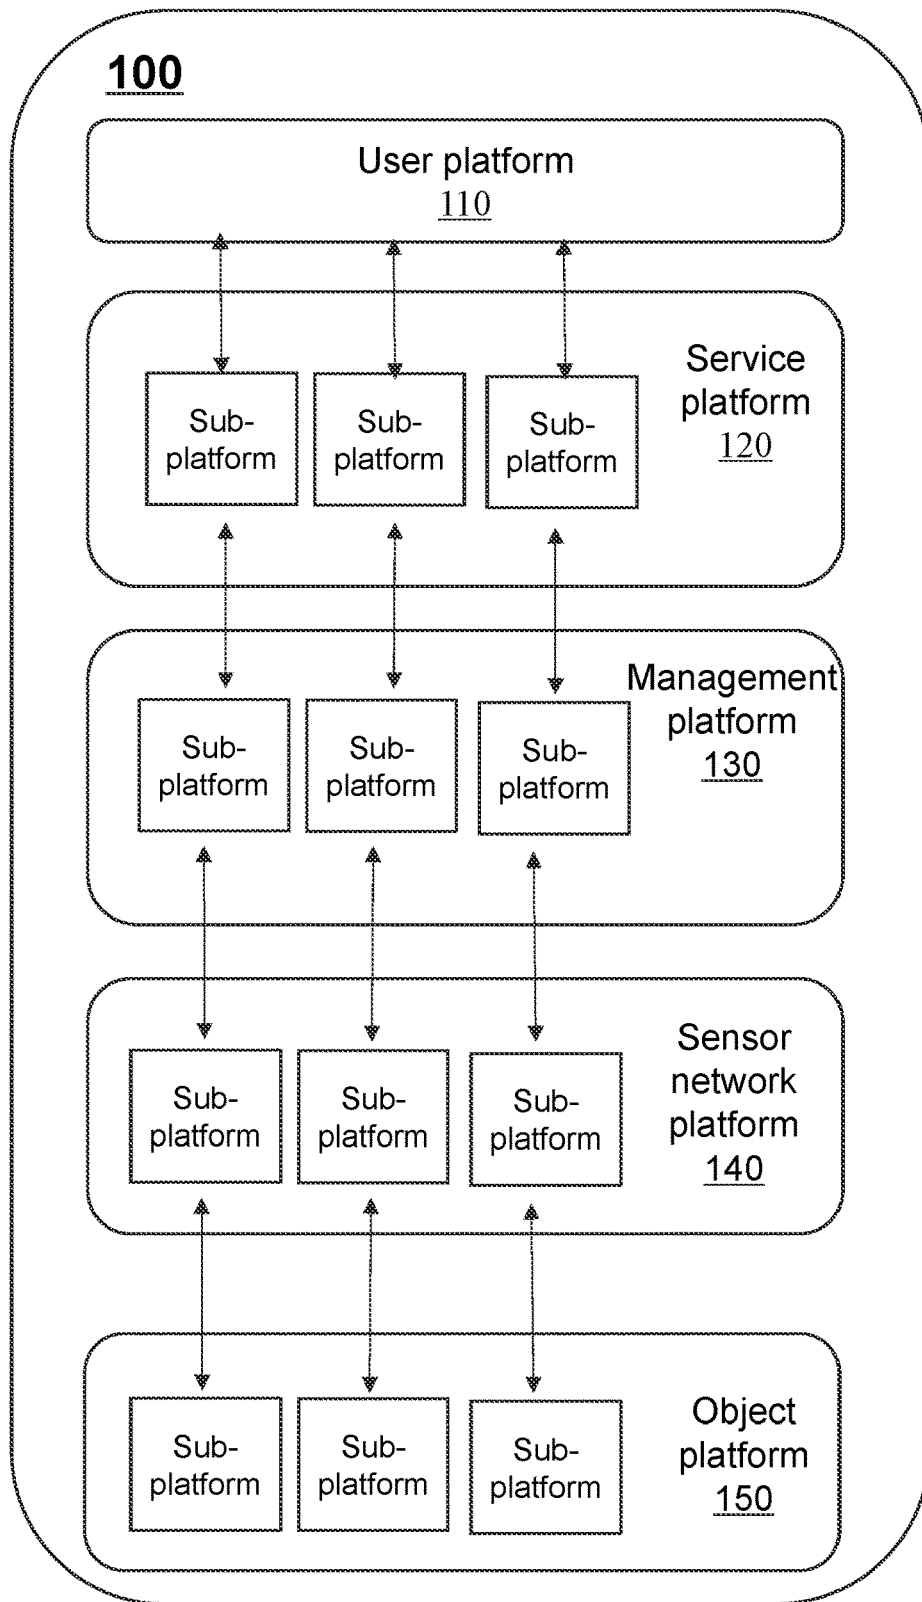 100
User platform
110
Service
platform
120
Sub-
platform
Sub-
platform
Sub-
platform
Management
platform
130
Sub-
platform
Sub-
platform
Sub-
platform
Sensor
network
platform
140
Sub-
platform
Sub-
platform
Sub-
platform
Object
platform
150
Sub-
platform
Sub-
platform
Sub-
platform